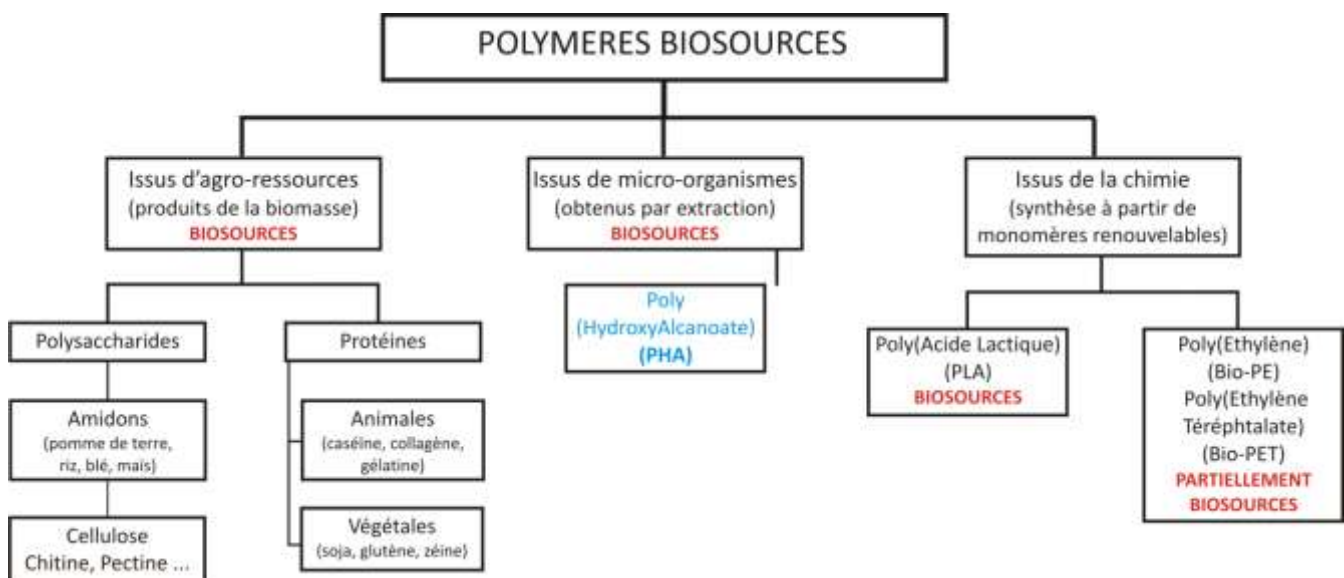 POLYMERES BIOSOURCES
Issus d'agro-ressources
(produits de la biomasse)
BIOSOURCES
Issus de micro-organismes
(obtenus par extraction)
BIOSOURCES
Issus de la chimie
(synthèse à partir de
monomères renouvelables)
Polysaccharides
Protéines
Poly
(HydroxyAlcanoate)
(PHA)
Poly(Acide Lactique)
(PLA)
BIOSOURCES
Poly(Ethylène)
(Bio-PE)
Poly(Ethylène
Téréphtalate)
(Bio-PET)
PARTIELLEMENT
BIOSOURCES
Amidons
(pomme de terre,
riz, blé, maïs)
Animales
(caséine, collagène,
gélatine)
Cellulose
Chitine, Pectine ...
Végétales
(soja, glutène, zéine)